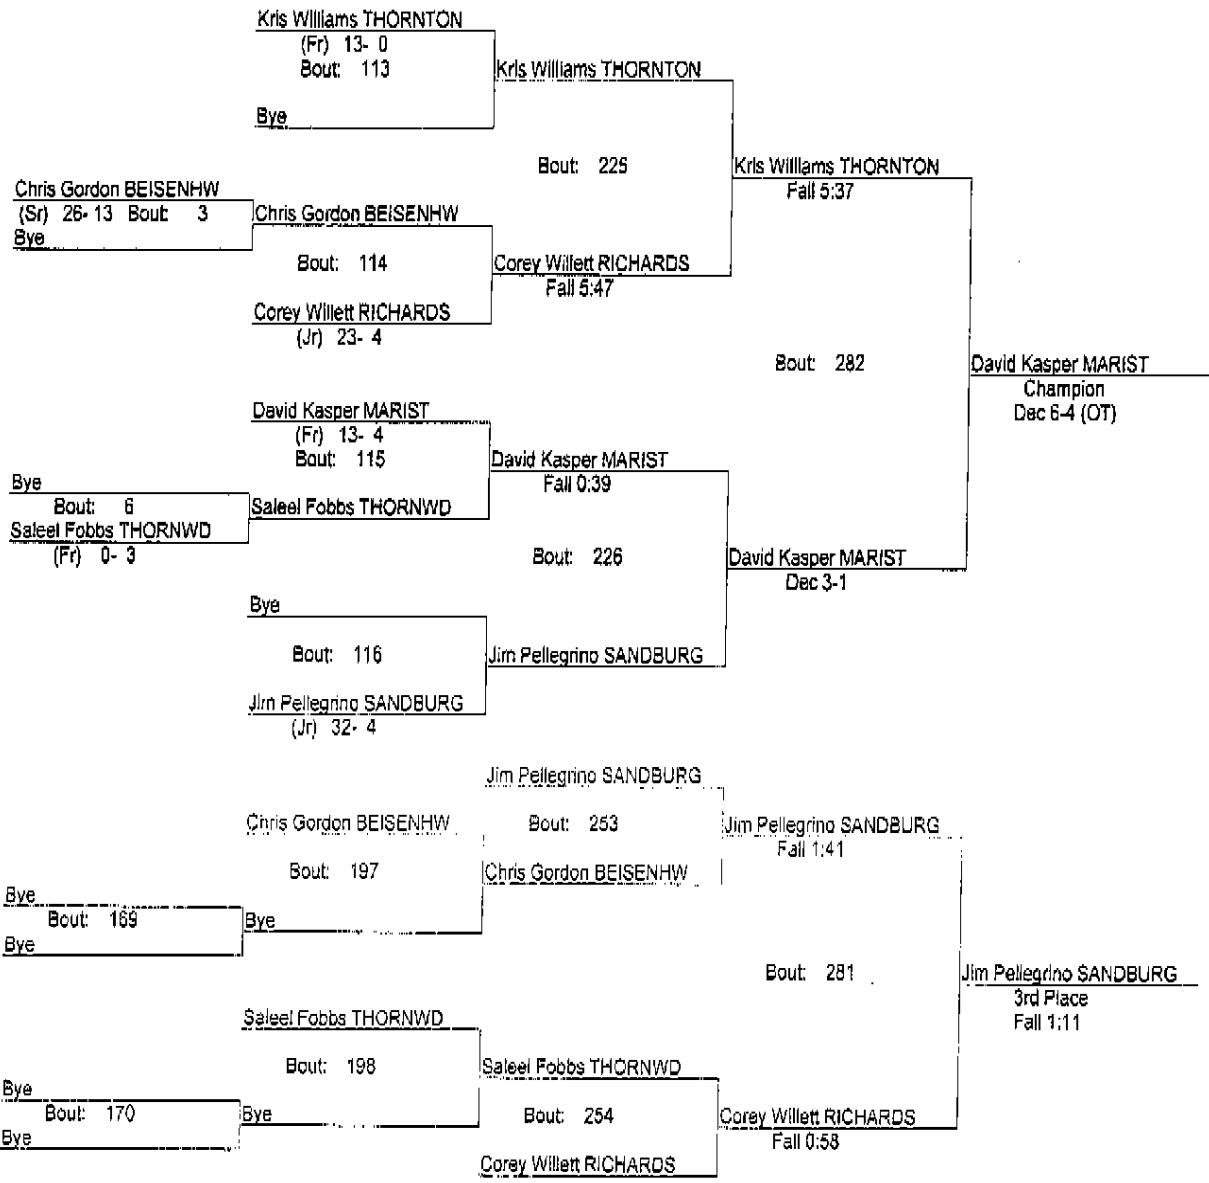 Kris Williams THORNTON
(Fr) 13- 0
Bout: 113
Kris Williams THORNTON
Bye
Bout: 225
Kris Williams THORNTON
Fall 5:37
Chris Gordon BEISENHW
(Sr) 26- 13 Bout: 3
Bye
Chris Gordon BEISENHW
Bout: 114
Corey Willett RICHARDS
Fall 5:47
Corey Willett RICHARDS
(Jr) 23- 4
Bout: 282
David Kasper MARIST
Champion
Dec 6-4 (OT)
David Kasper MARIST
(Fr) 13- 4
Bout: 115
David Kasper MARIST
Fall 0:39
Bye
Bout: 6
Saleel Fobbs THORNWD
Saleel Fobbs THORNWD
(Fr) 0- 3
Bout: 226
David Kasper MARIST
Dec 3-1
Bye
Bout: 116
Jim Pellegrino SANDBURG
Jim Pellegrino SANDBURG
(Jr) 32- 4
Jim Pellegrino SANDBURG
Chris Gordon BEISENHW
Bout: 253
Jim Pellegrino SANDBURG
Fall 1:41
Bout: 197
Chris Gordon BEISENHW
Bye
Bout: 169
Bye
Bye
Bout: 281
Jim Pellegrino SANDBURG
3rd Place
Fall 1:11
Saleel Fobbs THORNWD
Bout: 198
Saleel Fobbs THORNWD
Bye
Bout: 170
Bye
Bye
Bout: 254
Corey Willett RICHARDS
Fall 0:58
Corey Willett RICHARDS